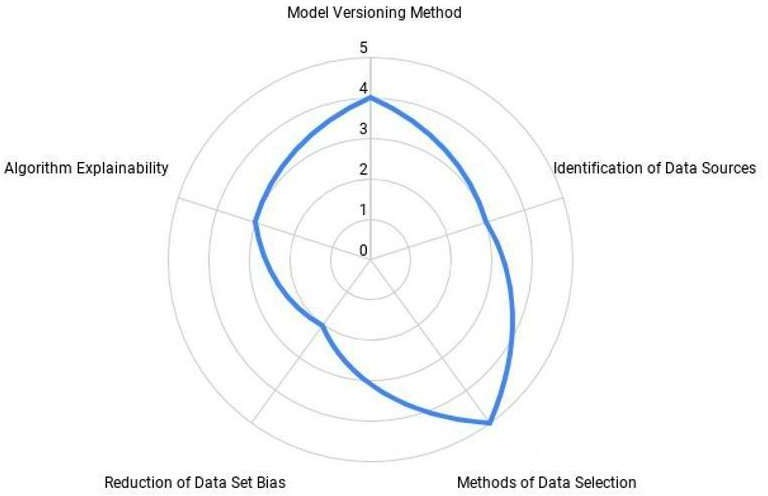 Model Versioning Method
5
4
3
2
1
0
Algorithm Explainability
Identification of Data Sources
Reduction of Data Set Bias
Methods of Data Selection